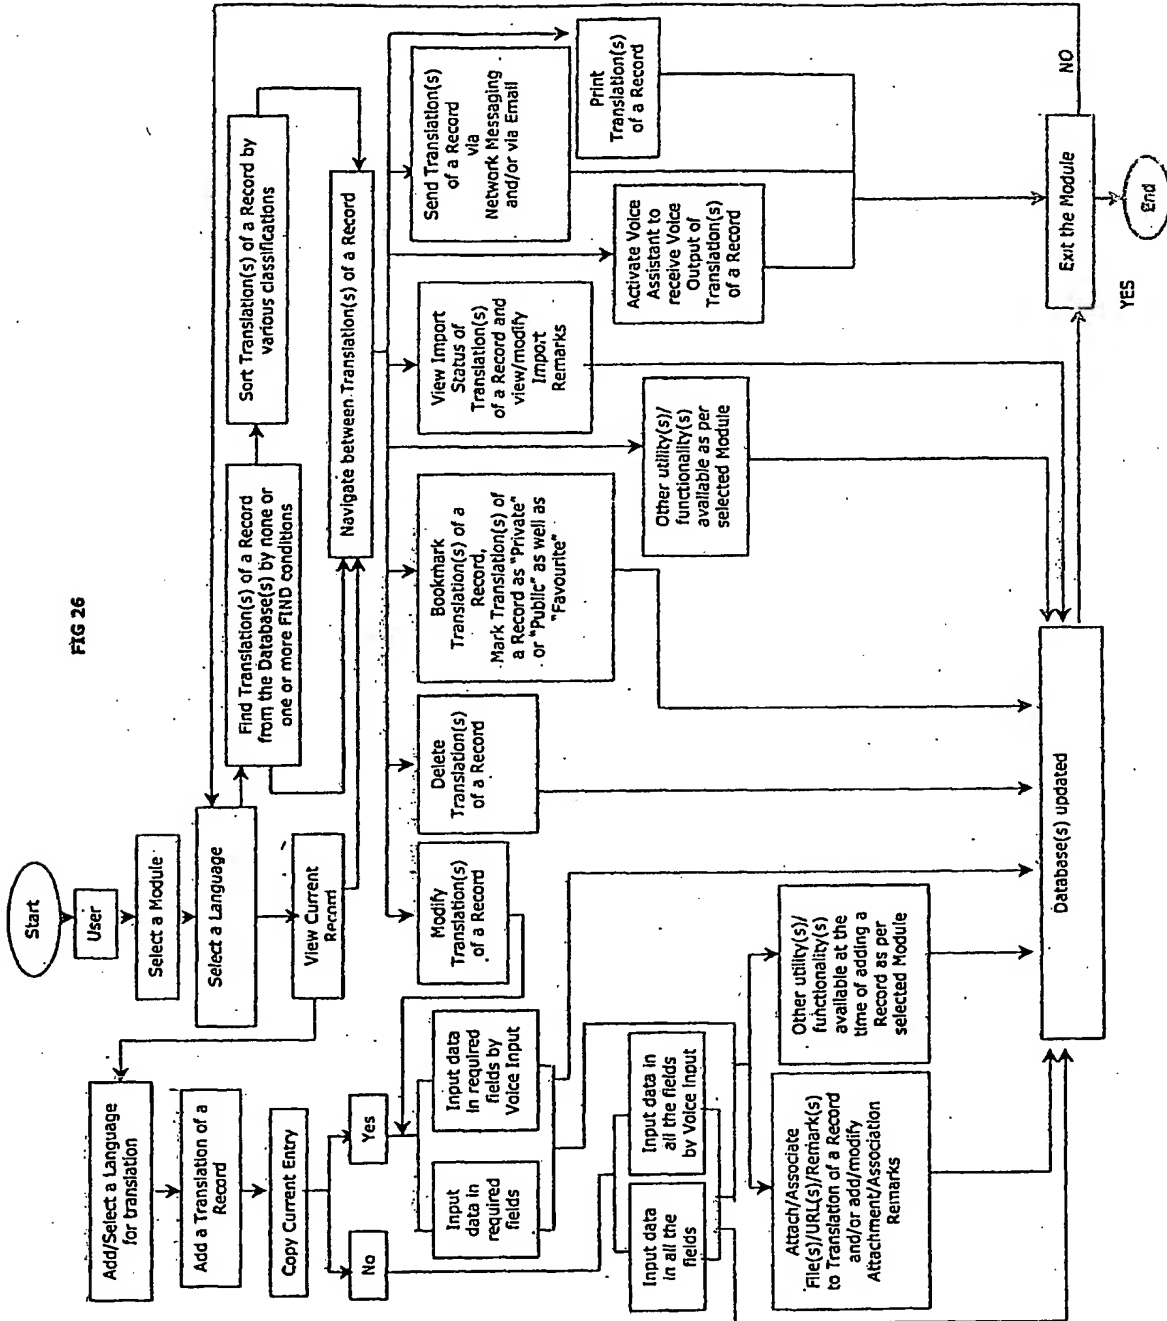 FIG 26
Start
User
Select a Module
Select a Language
View Current
Record
Find Translation(s) of a Record
from the Database(s) by none or
one or more FIND conditions
Sort Translation(s) of a Record by
various classifications
Navigate between Translation(s) of a Record
Add/Select a Language
for translation
Add a Translation of a
Record
Copy Current Entry
Yes
No
Modify
Translation(s)
of a Record
Delete
Translation(s)
of a Record
Bookmark
Translation(s) of a
Record,
Mark Translation(s) of
a Record as "Private"
or "Public" as well as
"Favourite"
View Import
Status of
Translation(s)
of a Record and
view/modify
Import
Remarks
Send Translation(s)
of a Record
via
Network Messaging
and/or via Email
Print
Translation(s)
of a Record
Activate Voice
Assistant to
receive Voice
Output of
Translation(s)
of a Record
Other utility(s)/
functionality(s)
available as per
selected Module
Input
data in
required
fields
Input data
in required
fields by
Voice Input
Input data
in all the
fields
Input data in
all the fields
by Voice Input
Attach/Associate
File(s)/URL(s)/Remark(s)
to Translation of a Record
and/or add/modify
Attachment/Association
Remarks
Other utility(s)/
functionality(s)
available at the
time of adding a
Record as per
selected Module
Database(s) updated
Exit the Module
NO
YES
End